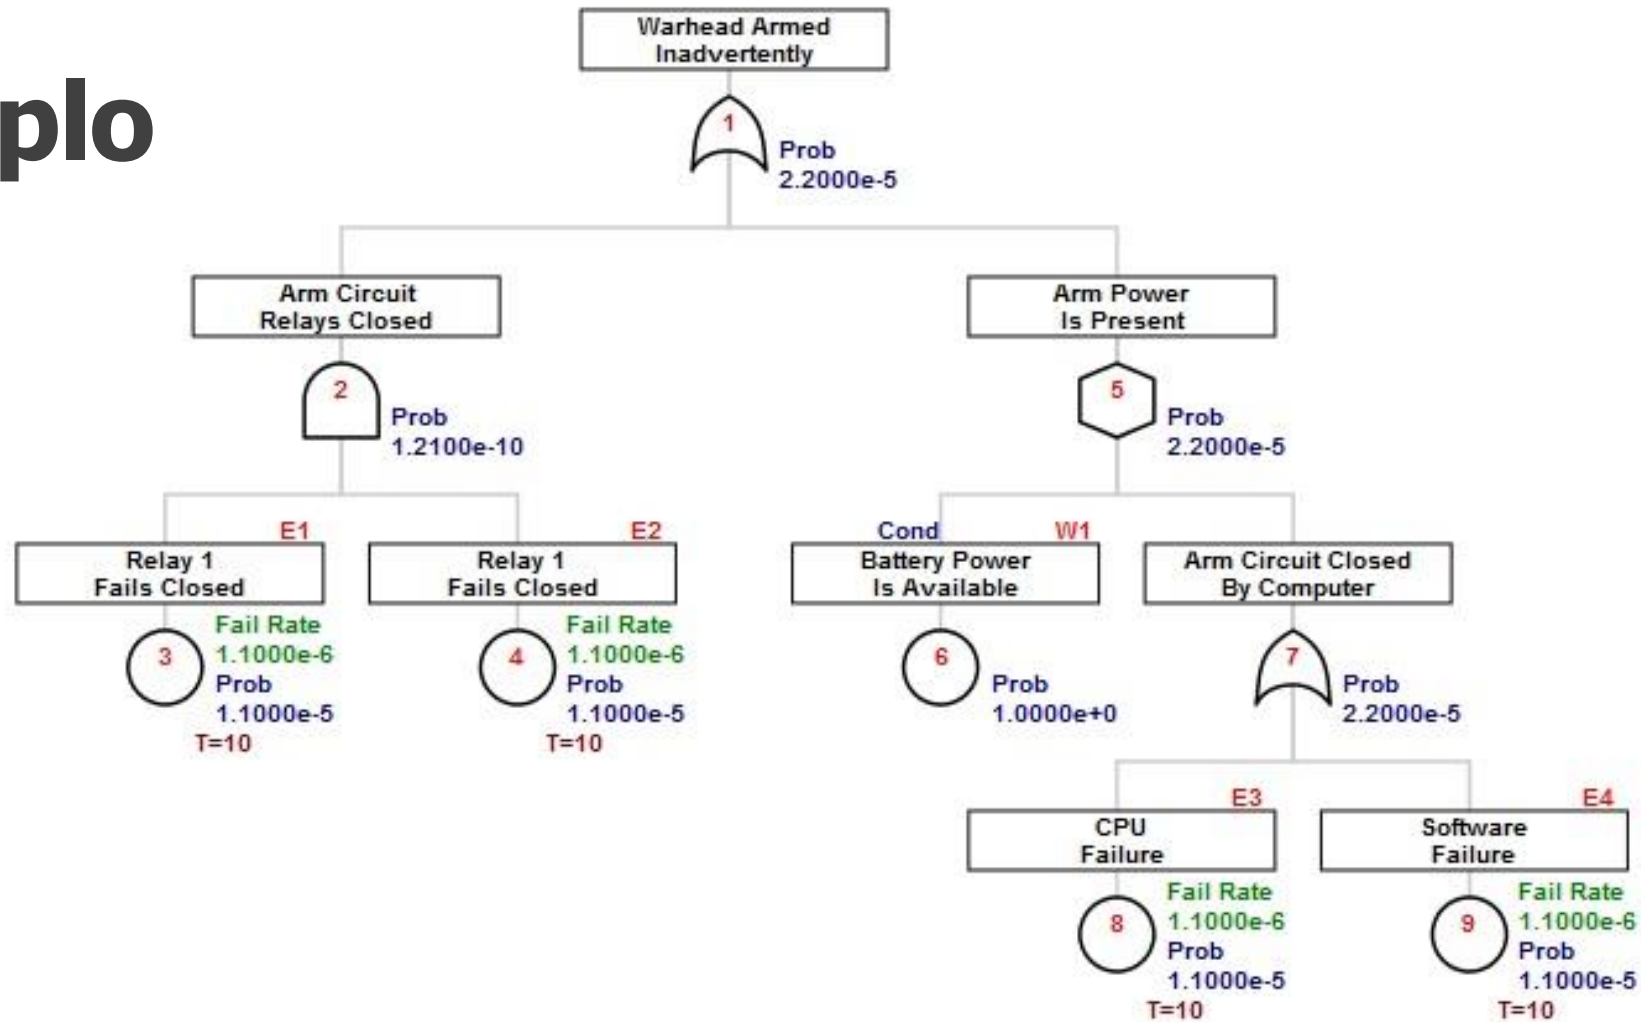 Warhead Armed
Inadvertently
plo
1
Prob
2.2000e-5
Arm Circuit
Relays Closed
Arm Power
Is Present
2
Prob
1.2100e-10
5
Prob
2.2000e-5
E1
Relay 1
Fails Closed
E2
Relay 1
Fails Closed
Cond
W1
Battery Power
Is Available
Arm Circuit Closed
By Computer
3
Fail Rate
1.1000e-6
Prob
1.1000e-5
T=10
4
Fail Rate
1.1000e-6
Prob
1.1000e-5
T=10
6
Prob
1.0000e+0
7
Prob
2.2000e-5
E3
CPU
Failure
E4
Software
Failure
8
Fail Rate
1.1000e-6
Prob
1.1000e-5
T=10
9
Fail Rate
1.1000e-6
Prob
1.1000e-5
T=10